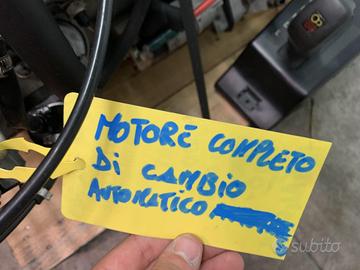 MOTORE COMPLETO
Di CAMBIO
AUTOMATICO
subito